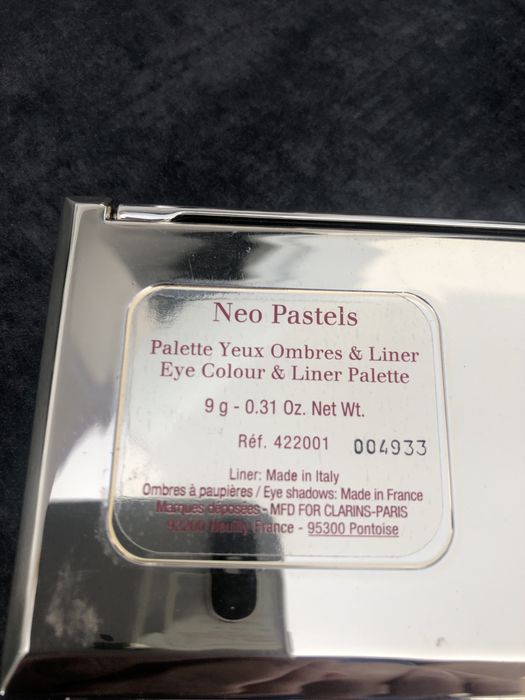 Neo Pastels
Palette Yeux Ombres & Liner
Eye Colour & Liner Palette
9 g - 0.31 Oz. Net Wt.
Réf. 422001 004933
Liner: Made in Italy
Ombres à paupières / Eye shadows: Made in France
Marques déposées - MFD FOR CLARINS-PARIS
92200 Neuilly France - 95300 Pontoise